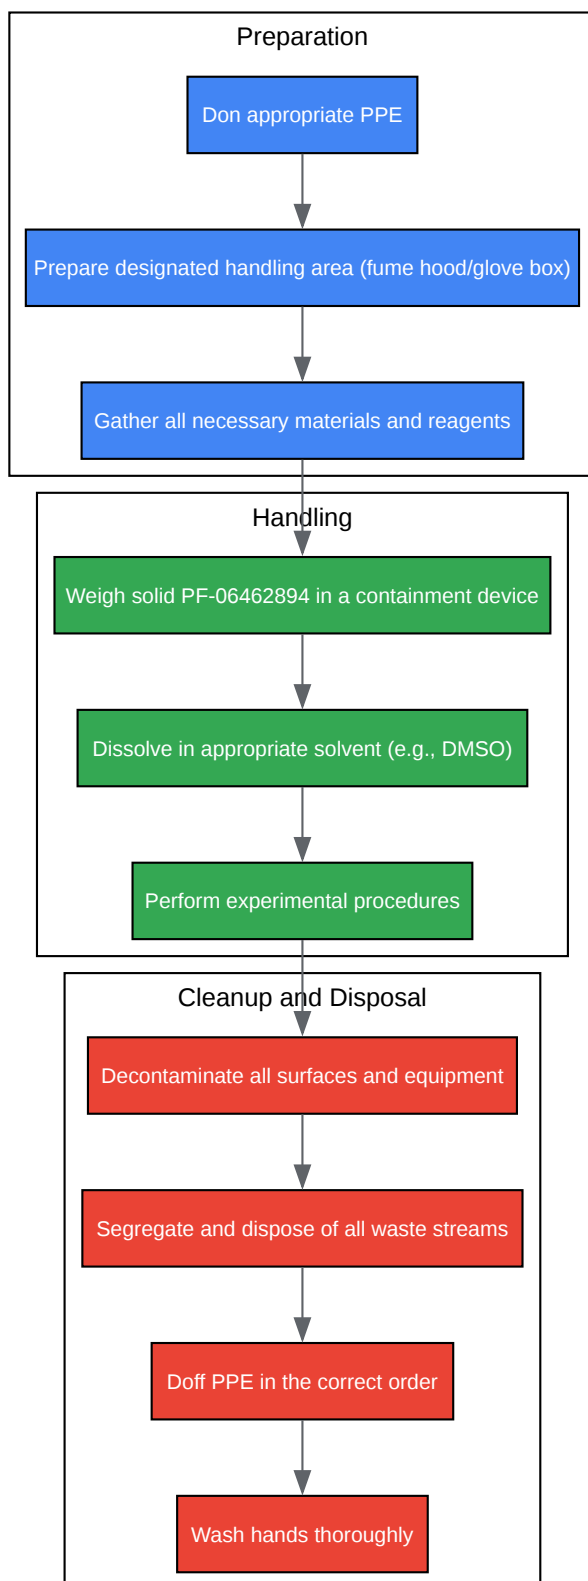 Preparation
Don appropriate PPE
Prepare designated handling area (fume hood/glove box)
Gather all necessary materials and reagents
Handling
Weigh solid PF-06462894 in a containment device
Dissolve in appropriate solvent (e.g., DMSO)
Perform experimental procedures
Cleanup and Disposal
Decontaminate all surfaces and equipment
Segregate and dispose of all waste streams
Doff PPE in the correct order
Wash hands thoroughly